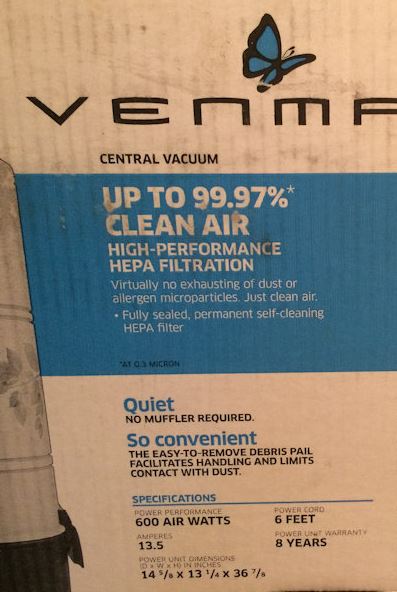 VENMA
CENTRAL VACUUM
UP TO 99.97%*
CLEAN AIR
HIGH-PERFORMANCE
HEPA FILTRATION
Virtually no exhausting of dust or
allergen microparticles. Just clean air.
• Fully sealed, permanent self-cleaning
HEPA filter
*AT 0.3 MICRON
Quiet
NO MUFFLER REQUIRED.
So convenient
THE EASY-TO-REMOVE DEBRIS PAIL
FACILITATES HANDLING AND LIMITS
CONTACT WITH DUST.
SPECIFICATIONS
POWER PERFORMANCE
600 AIR WATTS
POWER CORD
6 FEET
AMPERES
13.5
POWER UNIT WARRANTY
8 YEARS
POWER UNIT DIMENSIONS
(D x W x H) IN INCHES
14 5/8 X 13 1/4 X 36 7/8